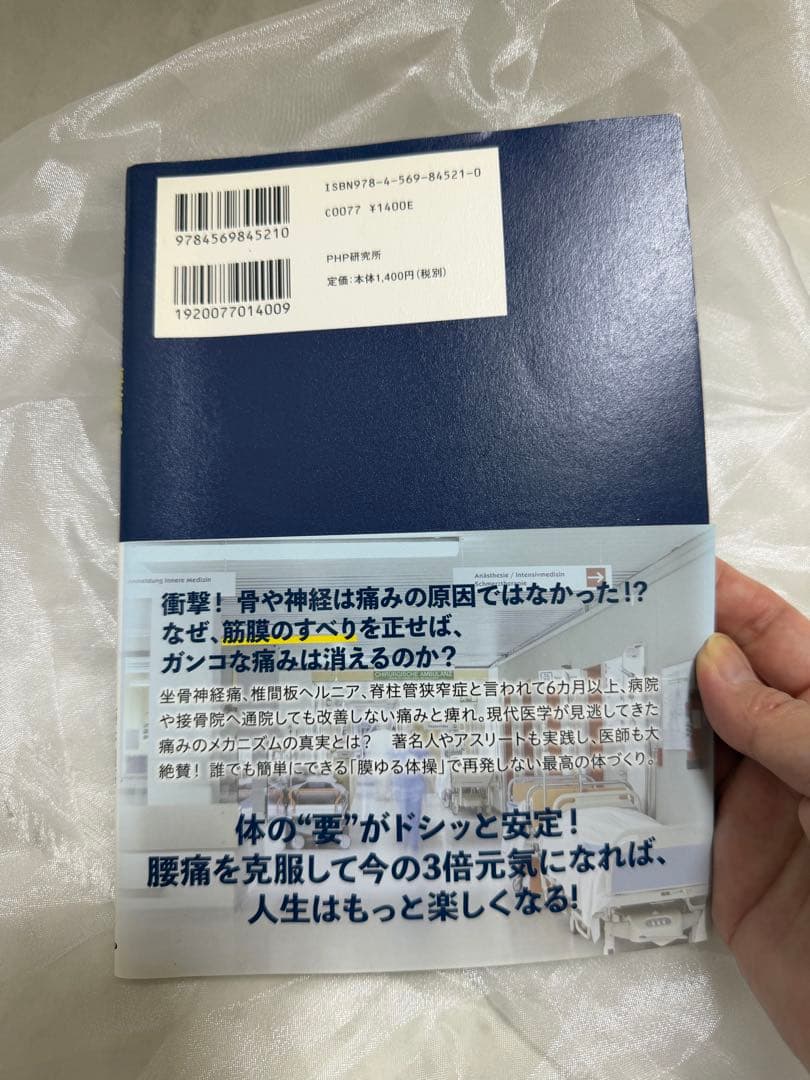 ISBN978-4-569-84521-0
C0077 ¥1400E
9784569845210
PHP研究所
定価：本体1,400円（税別）
1920077014009
Anmeldung Innere Medizin
Anästhesie / Intensivmedizin
Schmerztherapie
衝撃！ 骨や神経は痛みの原因ではなかった!?
なぜ、筋膜のすべりを正せば、
ガンコな痛みは消えるのか？
CHIRURGISCHE AMBULANZ
坐骨神経痛、椎間板ヘルニア、脊柱管狭窄症と言われて6カ月以上、病院
や接骨院へ通院しても改善しない痛みと痺れ。現代医学が見逃してきた
痛みのメカニズムの真実とは？ 著名人やアスリートも実践し、医師も大
絶賛！ 誰でも簡単にできる「膜ゆる体操」で再発しない最高の体づくり。
体の“要”がドシッと安定！
腰痛を克服して今の3倍元気になれば、
人生はもっと楽しくなる!